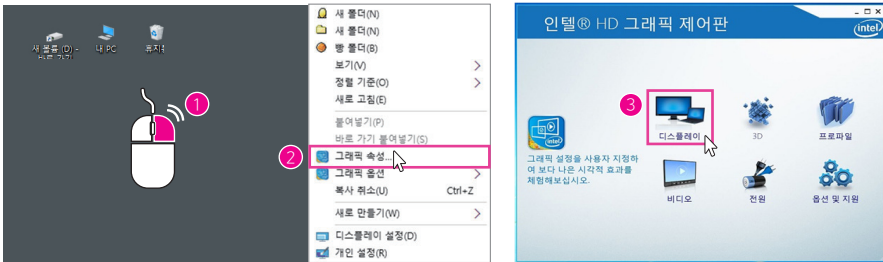 새 볼륨 (D) -
바로 가기
내 PC
휴지통
1
새 폴더(N)
새 폴더(N)
빵 폴더(B)
보기(V)
정렬 기준(O)
새로 고침(E)
붙여넣기(P)
바로 가기 붙여넣기(S)
2
그래픽 속성...
그래픽 옵션
복사 취소(U) Ctrl+Z
새로 만들기(W)
디스플레이 설정(D)
개인 설정(R)
인텔® HD 그래픽 제어판
intel
3
디스플레이
3D
프로파일
intel
그래픽 설정을 사용자 지정하
여 보다 나은 시각적 효과를
체험해보십시오.
비디오
전원
옵션 및 지원